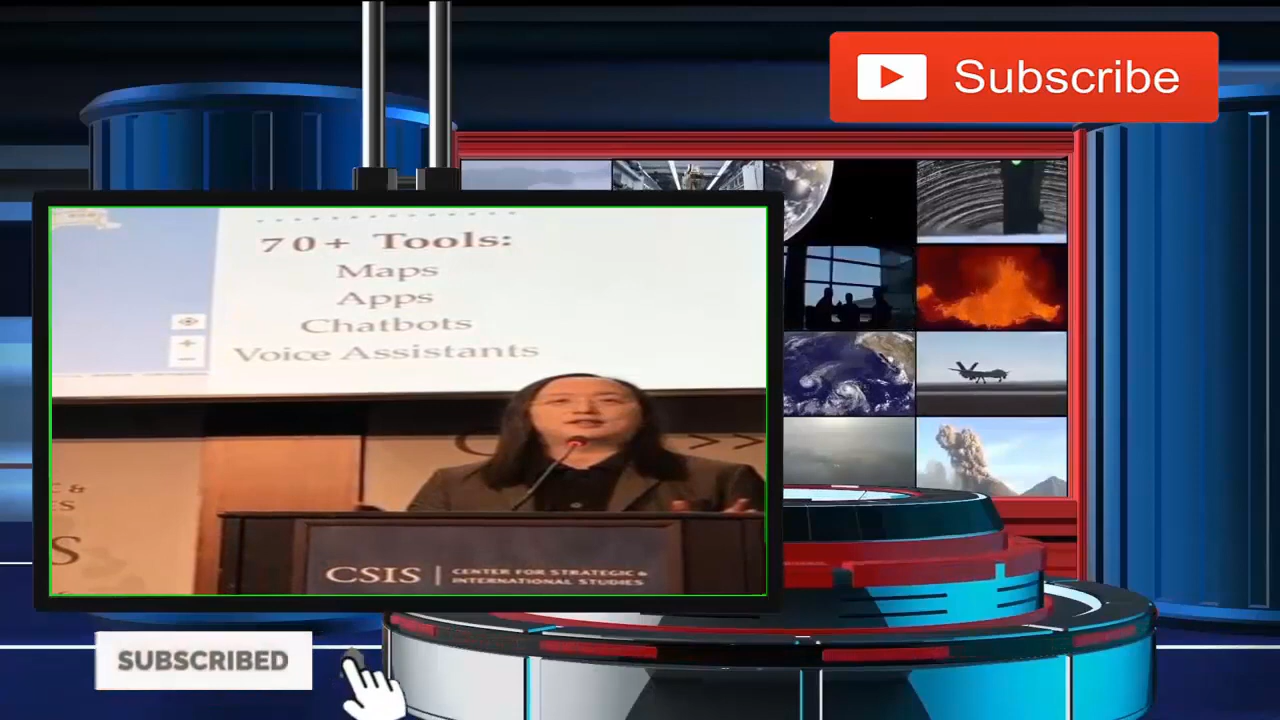 Subscribe
70+ Tools:
Maps
Apps
Chatbots
Voice Assistants
CSIS | CENTER FOR STRATEGIC &
INTERNATIONAL STUDIES
SUBSCRIBED